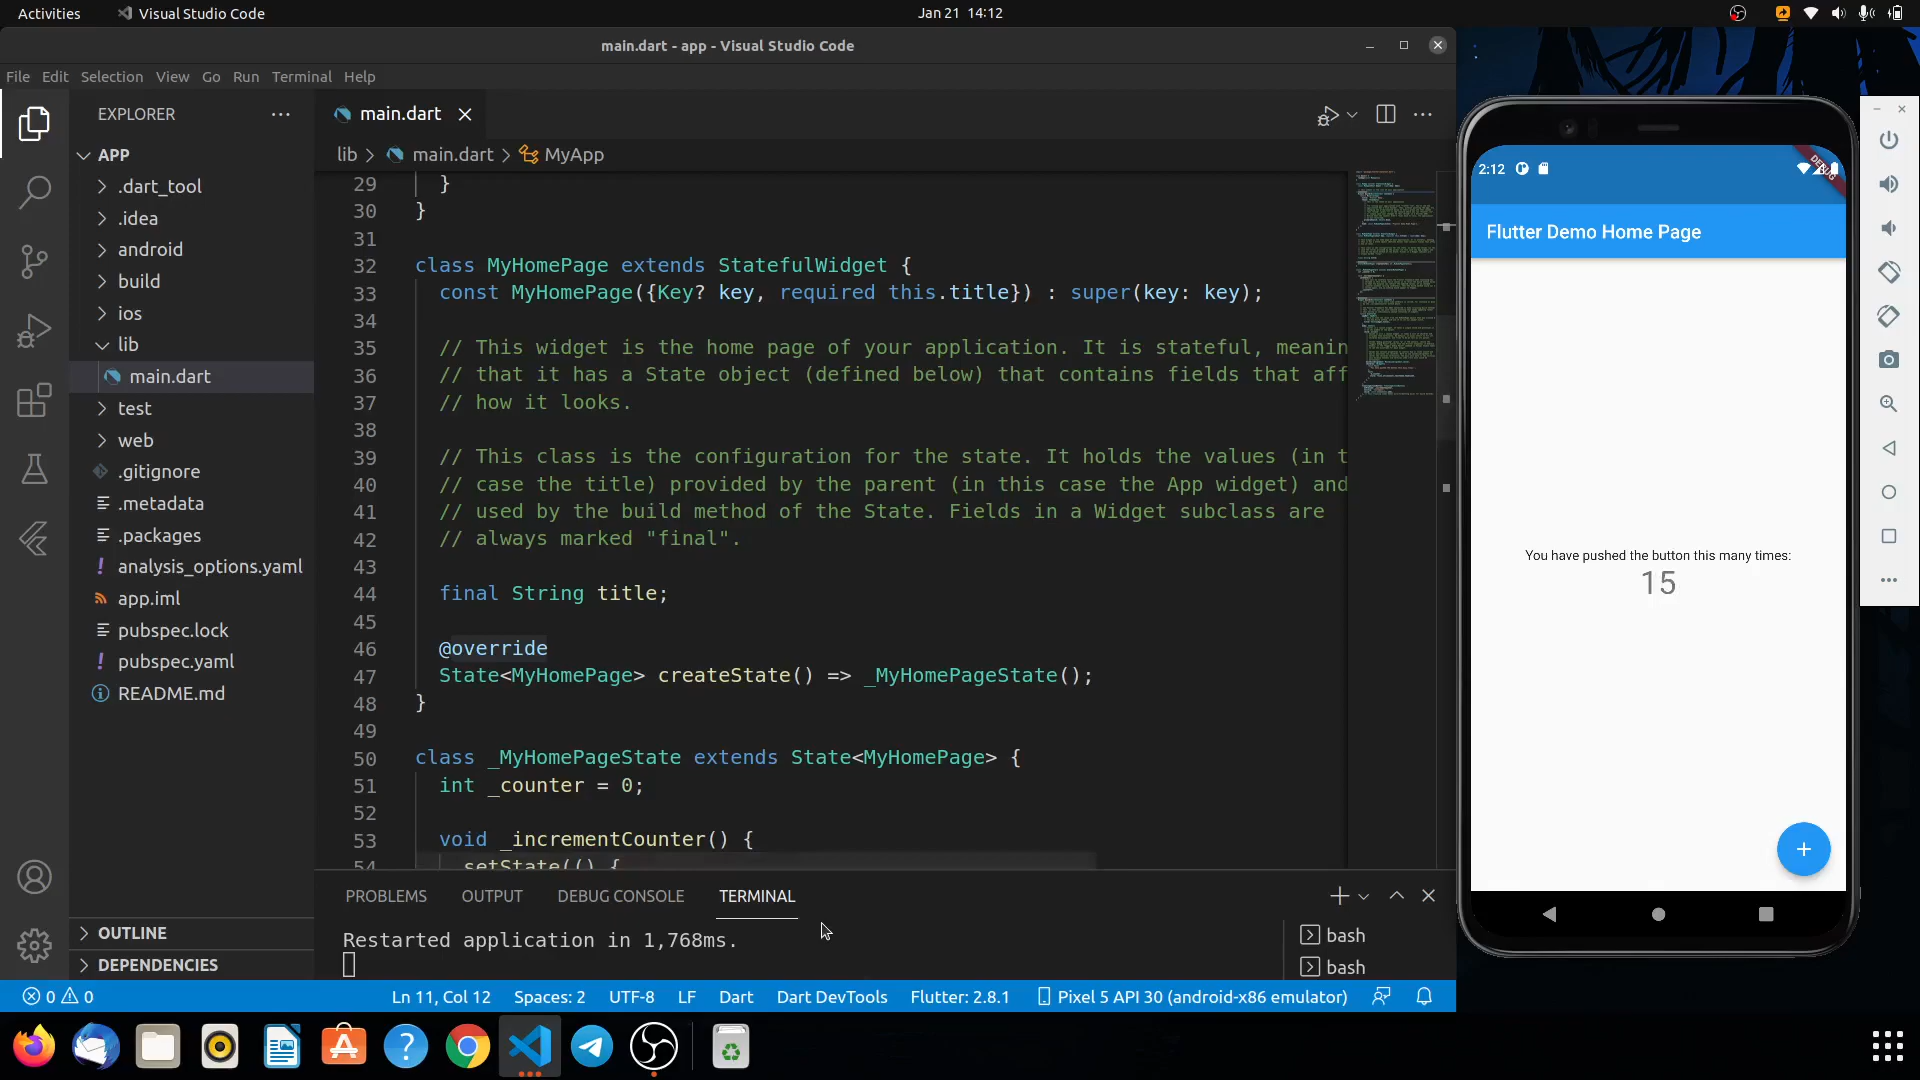 Activities
Visual Studio Code
Jan 21 14:12
main.dart - app - Visual Studio Code
File Edit Selection View Go Run Terminal Help
EXPLORER
APP
.dart_tool
.idea
android
build
ios
lib
main.dart
test
web
.gitignore
.metadata
.packages
analysis_options.yaml
app.iml
pubspec.lock
pubspec.yaml
README.md
OUTLINE
DEPENDENCIES
main.dart
lib > main.dart > MyApp
29 }
30 }
31
32 class MyHomePage extends StatefulWidget {
33 const MyHomePage({Key? key, required this.title}) : super(key: key);
34
35 // This widget is the home page of your application. It is stateful, meanin
36 // that it has a State object (defined below) that contains fields that aff
37 // how it looks.
38
39 // This class is the configuration for the state. It holds the values (in t
40 // case the title) provided by the parent (in this case the App widget) and
41 // used by the build method of the State. Fields in a Widget subclass are
42 // always marked "final".
43
44 final String title;
45
46 @override
47 State<MyHomePage> createState() => _MyHomePageState();
48 }
49
50 class _MyHomePageState extends State<MyHomePage> {
51 int _counter = 0;
52
53 void _incrementCounter() {
54 setState(() {
PROBLEMS OUTPUT DEBUG CONSOLE TERMINAL
Restarted application in 1,768ms.
bash
bash
0 0
Ln 11, Col 12
Spaces: 2
UTF-8
LF
Dart
Dart DevTools
Flutter: 2.8.1
Pixel 5 API 30 (android-x86 emulator)
2:12
DEBUG
Flutter Demo Home Page
You have pushed the button this many times:
15
+